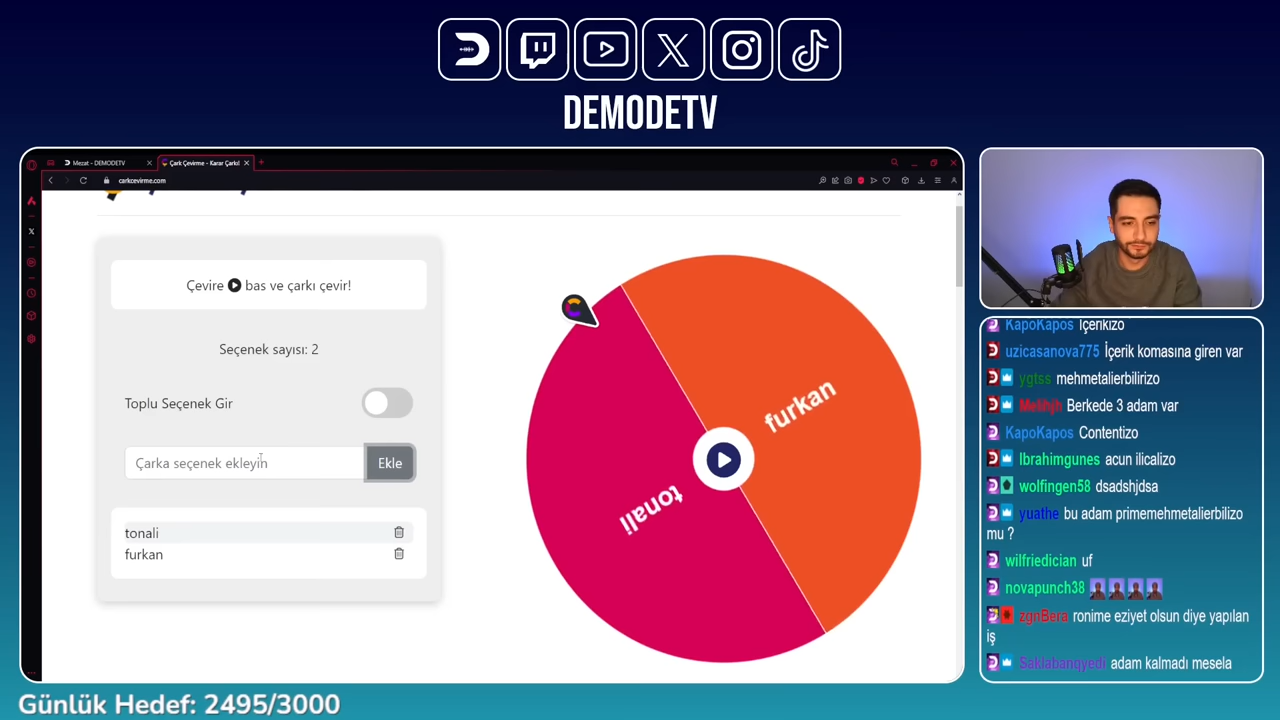 DEMODETV
Mezat - DEMODETV
Çark Çevirme - Karar Çarkı!
carkcevirme.com
Çevire bas ve çarkı çevir!
Seçenek sayısı: 2
Toplu Seçenek Gir
Çarka seçenek ekleyin
Ekle
tonali
furkan
furkan
tonali
KapoKapos İçerikizo
uzicasanova775 İçerik komasına giren var
ygtss mehmetalierbilirizo
Melihjh Berkede 3 adam var
KapoKapos Contentizo
Ibrahimgunes acun ilicalizo
wolfingen58 dsadshjdsa
yuathe bu adam primemehmetalierbilizo
mu ?
wilfriedician uf
novapunch38
zgnBera ronime eziyet olsun diye yapılan
iş
Saklabanqyedi adam kalmadı mesela
Günlük Hedef: 2495/3000